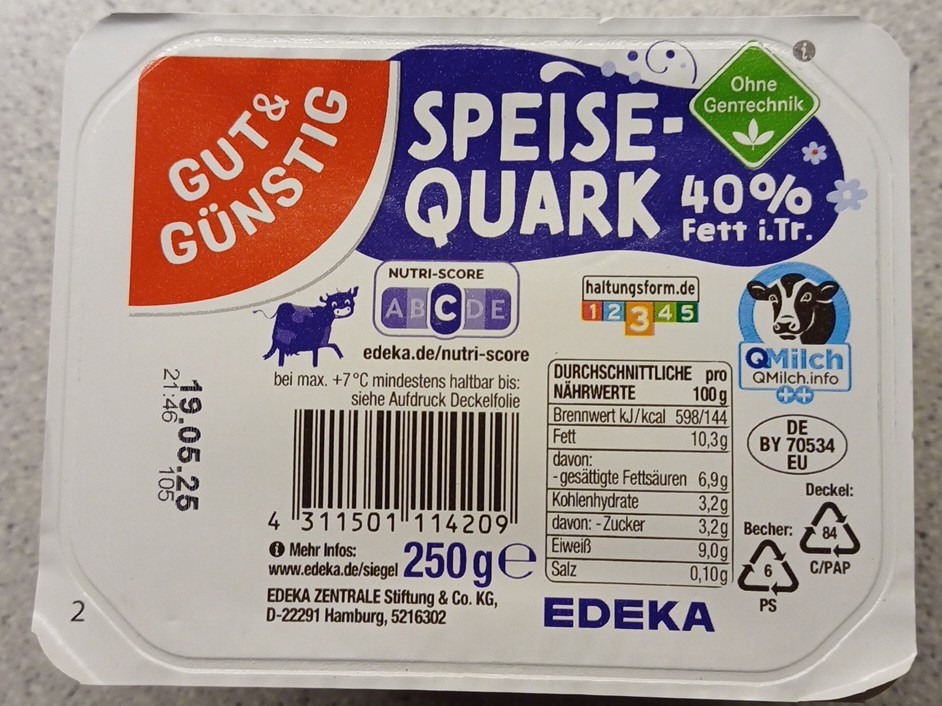 GUT&
GÜNSTIG
SPEISE-
QUARK
40%
Fett i.Tr.
Ohne
Gentechnik
i
NUTRI-SCORE
A B C D E
edeka.de/nutri-score
haltungsform.de
1 2 3 4 5
QMilch
QMilch.info
++
bei max. +7°C mindestens haltbar bis:
siehe Aufdruck Deckelfolie
19.05.25
21:46 105
4 311501 114209
i Mehr Infos:
www.edeka.de/siegel
250 g e
EDEKA ZENTRALE Stiftung & Co. KG,
D-22291 Hamburg, 5216302
DURCHSCHNITTLICHE pro
NÄHRWERTE 100 g
Brennwert kJ/kcal 598/144
Fett 10,3g
davon:
-gesättigte Fettsäuren 6,9g
Kohlenhydrate 3,2g
davon: -Zucker 3,2g
Eiweiß 9,0g
Salz 0,10g
DE
BY 70534
EU
Deckel:
84
C/PAP
Becher:
6
PS
EDEKA
2